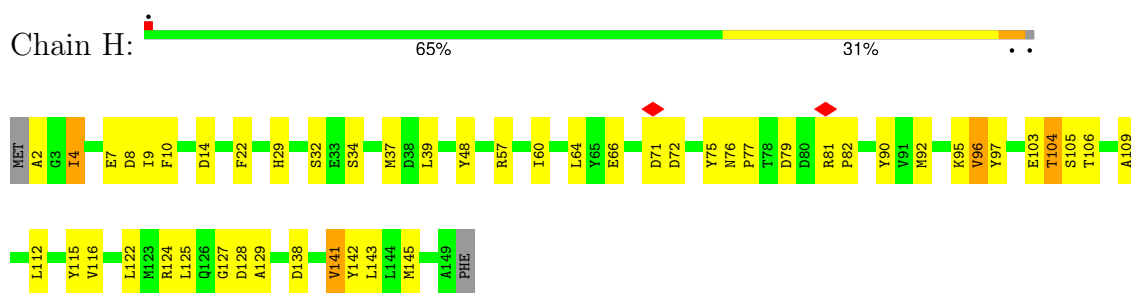 Chain H:
65% 31% • •
MET A2 G3 I4 E7 D8 I9 F10 D14 F22 H29 S32 E33 S34 M37 D38 L39 Y48 R57 I60 L64 Y65 E66 D71 D72 Y75 N76 P77 T78 D79 D80 R81 P82 Y90 S91 M92 K95 V96 Y97 E103 T104 S105 T106 A109
L112 Y115 V116 L122 M123 R124 L125 Q126 G127 D128 A129 D138 V141 Y142 L143 L144 M145 A149 PHE